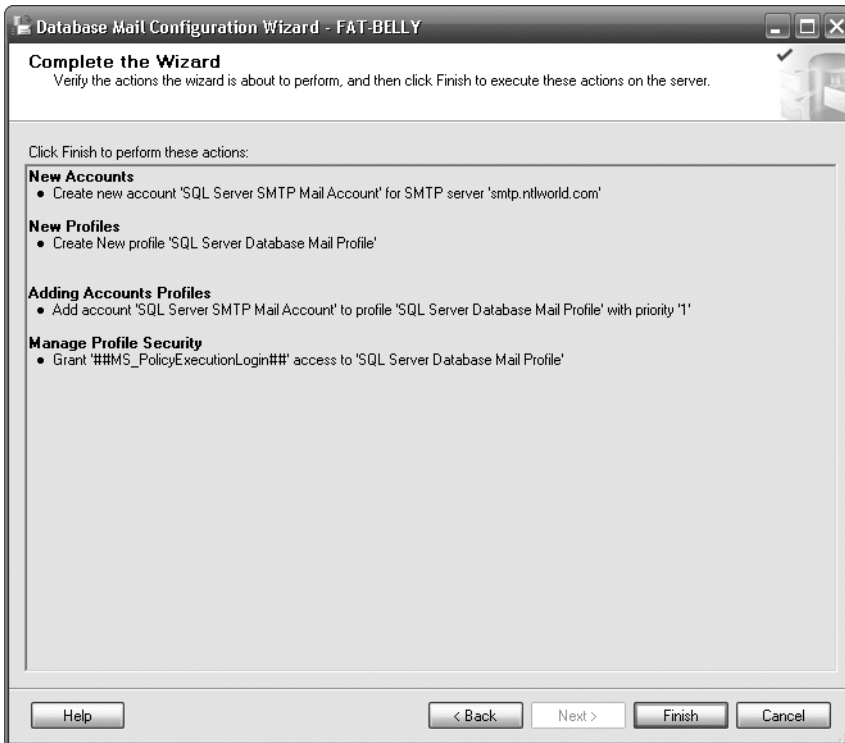 Database Mail Configuration Wizard - FAT-BELLY
Complete the Wizard
Verify the actions the wizard is about to perform, and then click Finish to execute these actions on the server.
Click Finish to perform these actions:
New Accounts
● Create new account 'SQL Server SMTP Mail Account' for SMTP server 'smtp.ntlworld.com'
New Profiles
● Create New profile 'SQL Server Database Mail Profile'
Adding Accounts Profiles
● Add account 'SQL Server SMTP Mail Account' to profile 'SQL Server Database Mail Profile' with priority '1'
Manage Profile Security
● Grant '##MS_PolicyExecutionLogin##' access to 'SQL Server Database Mail Profile'
Help < Back Next > Finish Cancel